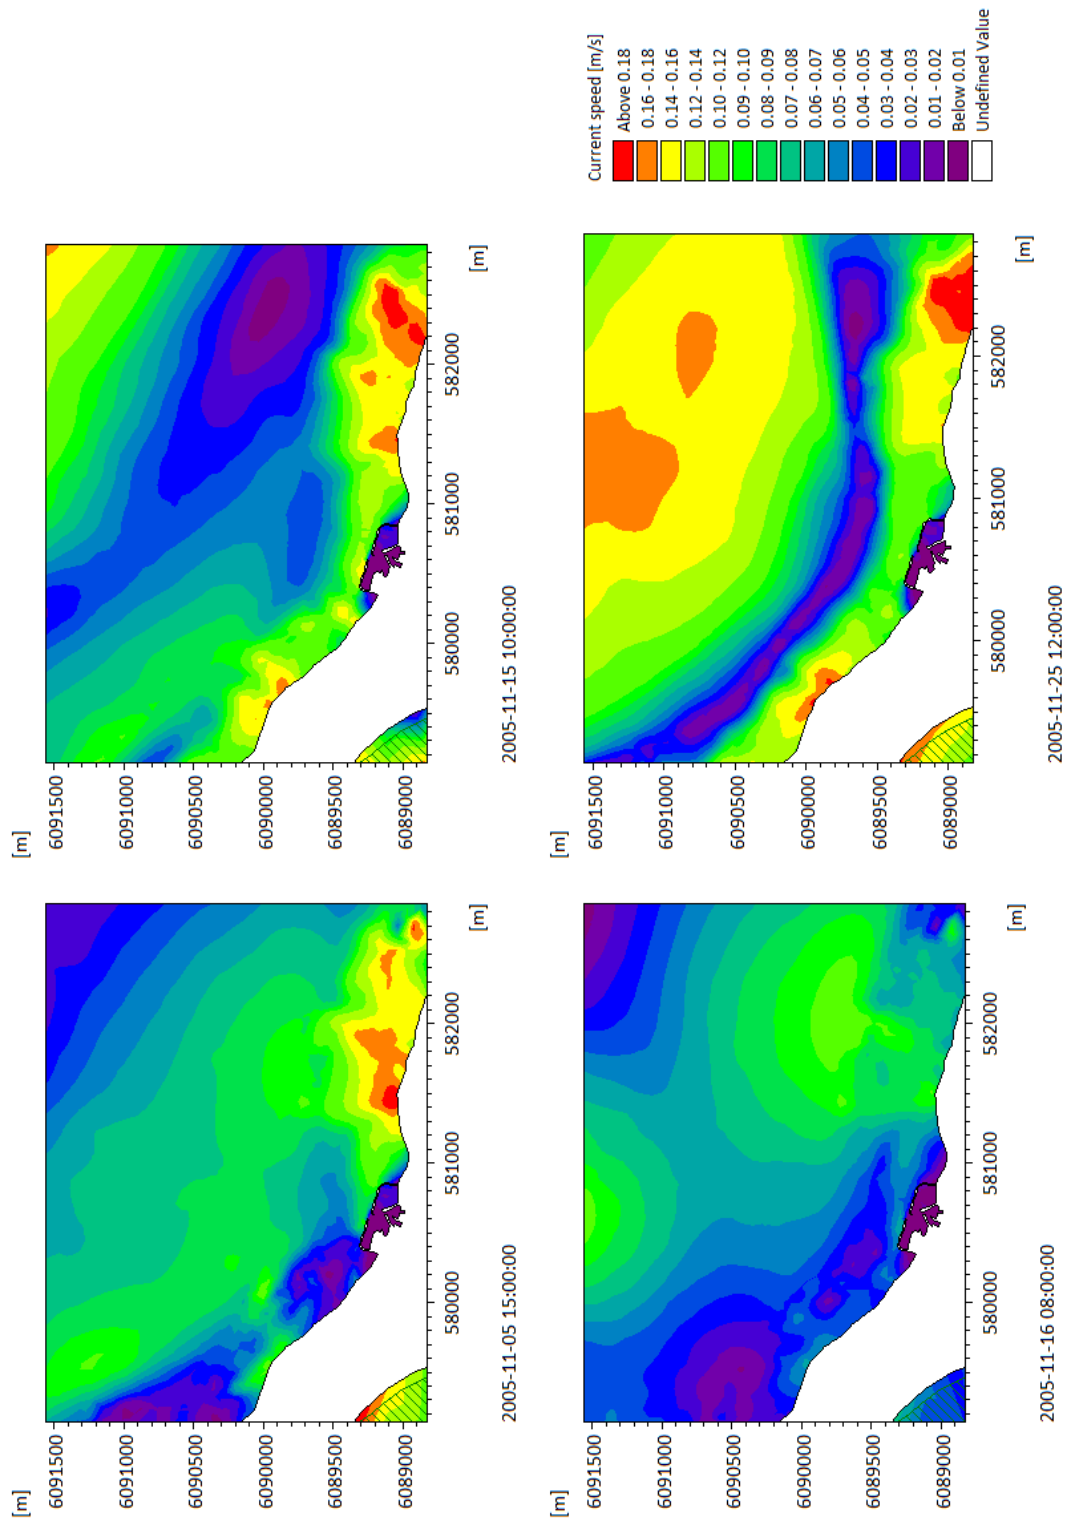 [m]
6091500
6091000
6090500
6090000
6089500
6089000
580000
581000
582000
[m]
2005-11-05 15:00:00
[m]
6091500
6091000
6090500
6090000
6089500
6089000
580000
581000
582000
[m]
2005-11-15 10:00:00
[m]
6091500
6091000
6090500
6090000
6089500
6089000
580000
581000
582000
[m]
2005-11-16 08:00:00
[m]
6091500
6091000
6090500
6090000
6089500
6089000
580000
581000
582000
[m]
2005-11-25 12:00:00
Current speed [m/s]
Above 0.18
0.16 - 0.18
0.14 - 0.16
0.12 - 0.14
0.10 - 0.12
0.09 - 0.10
0.08 - 0.09
0.07 - 0.08
0.06 - 0.07
0.05 - 0.06
0.04 - 0.05
0.03 - 0.04
0.02 - 0.03
0.01 - 0.02
Below 0.01
Undefined Value